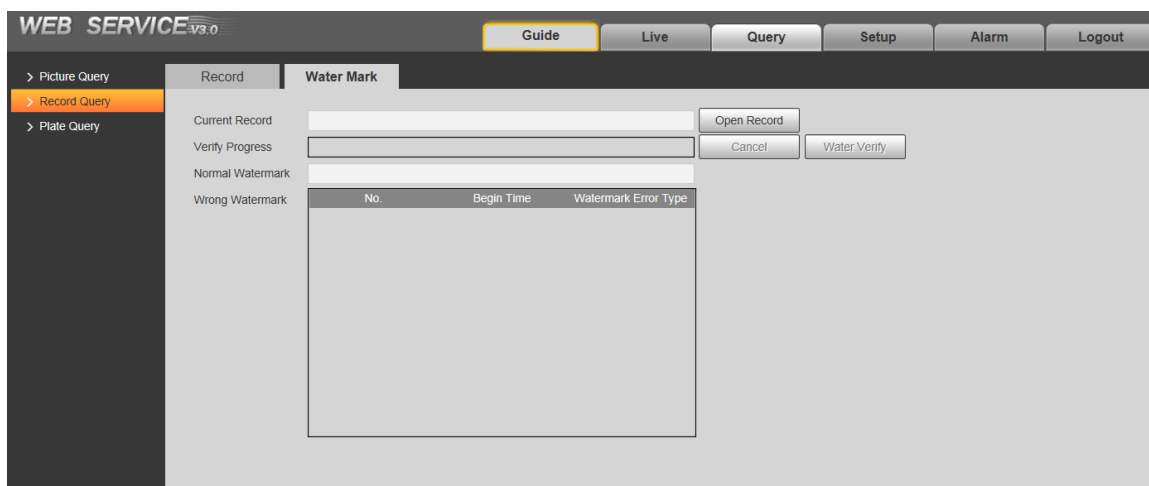 WEB SERVICE V3.0
Guide Live Query Setup Alarm Logout
> Picture Query
> Record Query
> Plate Query
Record Water Mark
Current Record Open Record
Verify Progress Cancel Water Verify
Normal Watermark
Wrong Watermark No. Begin Time Watermark Error Type